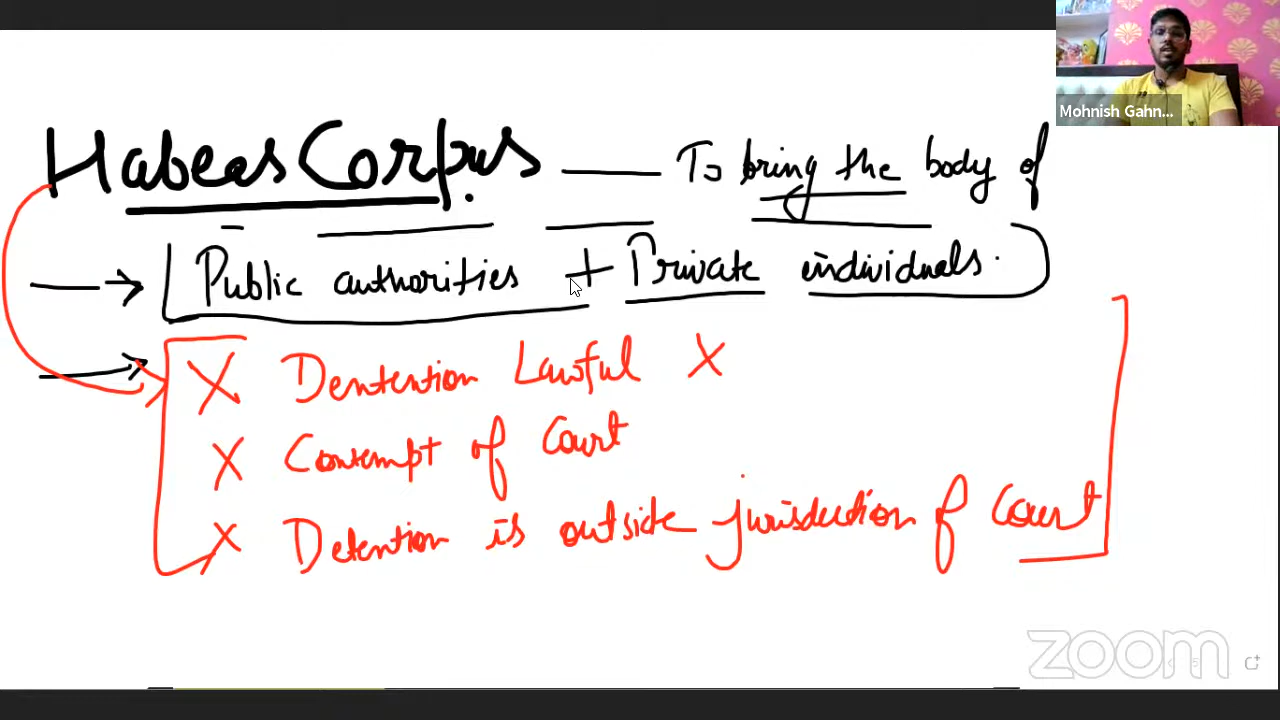 Mohnish Gahn...
Habeas Corpus — To bring the body of
→ Public authorities + Private individuals.
→ X Dentention Lawful X
X Contempt of Court
X Detention is outside jurisdiction of Court
zoom